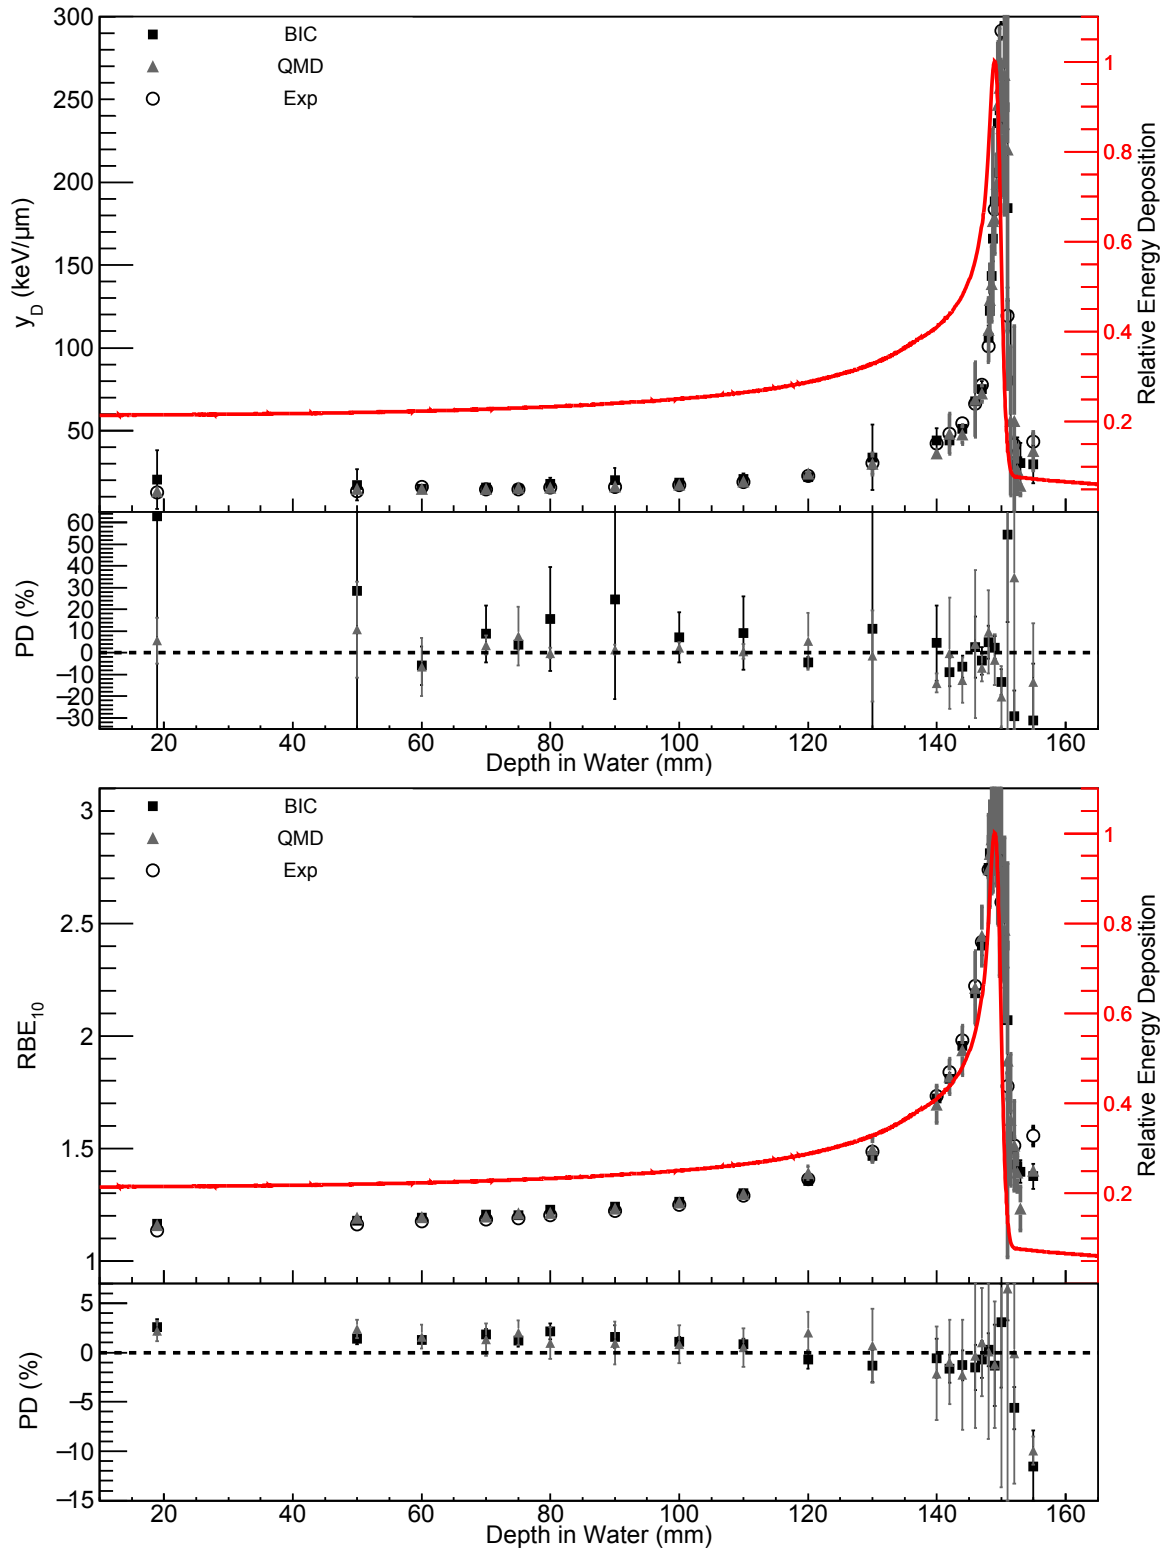 300
250
200
150
100
50
y_D (keV/μm)
BIC
QMD
Exp
1
0.8
0.6
0.4
0.2
Relative Energy Deposition
60
50
40
30
20
10
0
−10
−20
−30
PD (%)
20 40 60 80 100 120 140 160
Depth in Water (mm)
3
2.5
2
1.5
1
RBE_10
BIC
QMD
Exp
1
0.8
0.6
0.4
0.2
Relative Energy Deposition
5
0
−5
−10
−15
PD (%)
20 40 60 80 100 120 140 160
Depth in Water (mm)